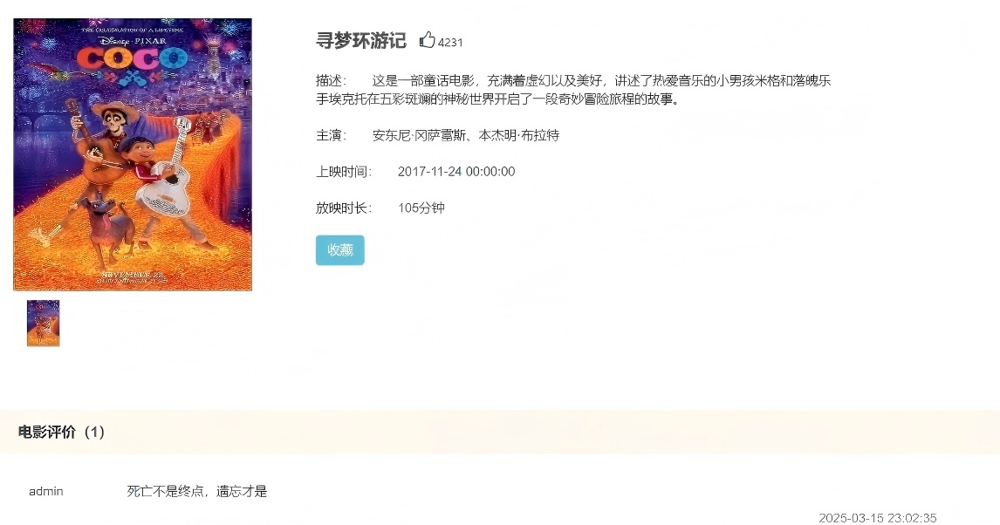 Disney·PIXAR
COCO
NOVEMBER 22
寻梦环游记 4231
描述： 这是一部童话电影，充满着虚幻以及美好，讲述了热爱音乐的小男孩米格和落魄乐
手埃克托在五彩斑斓的神秘世界开启了一段奇妙冒险旅程的故事。
主演： 安东尼·冈萨雷斯、本杰明·布拉特
上映时间： 2017-11-24 00:00:00
放映时长： 105分钟
收藏
电影评价（1）
admin 死亡不是终点，遗忘才是
2025-03-15 23:02:35